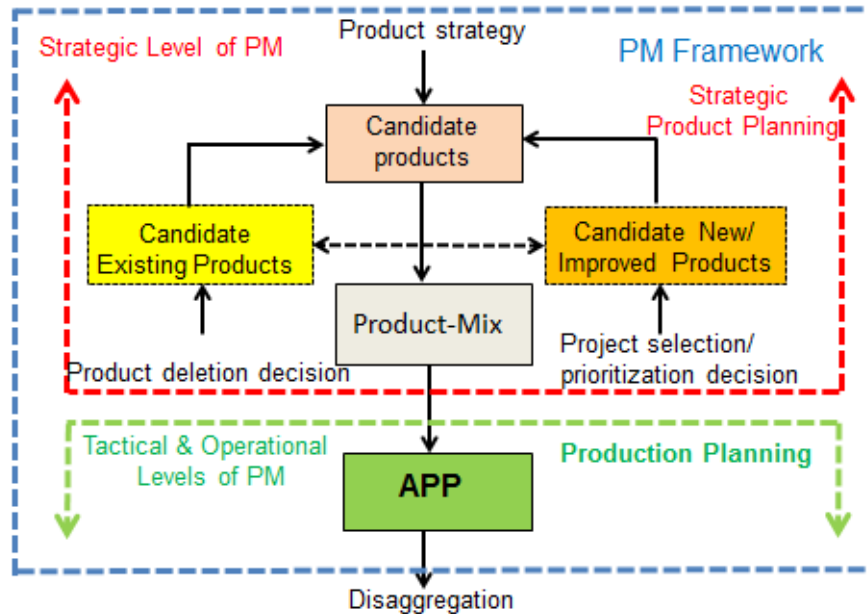 Product strategy
Strategic Level of PM
PM Framework
Strategic
Product Planning
Candidate
products
Candidate
Existing Products
Candidate New/
Improved Products
Product-Mix
Product deletion decision
Project selection/
prioritization decision
Tactical & Operational
Levels of PM
Production Planning
APP
Disaggregation